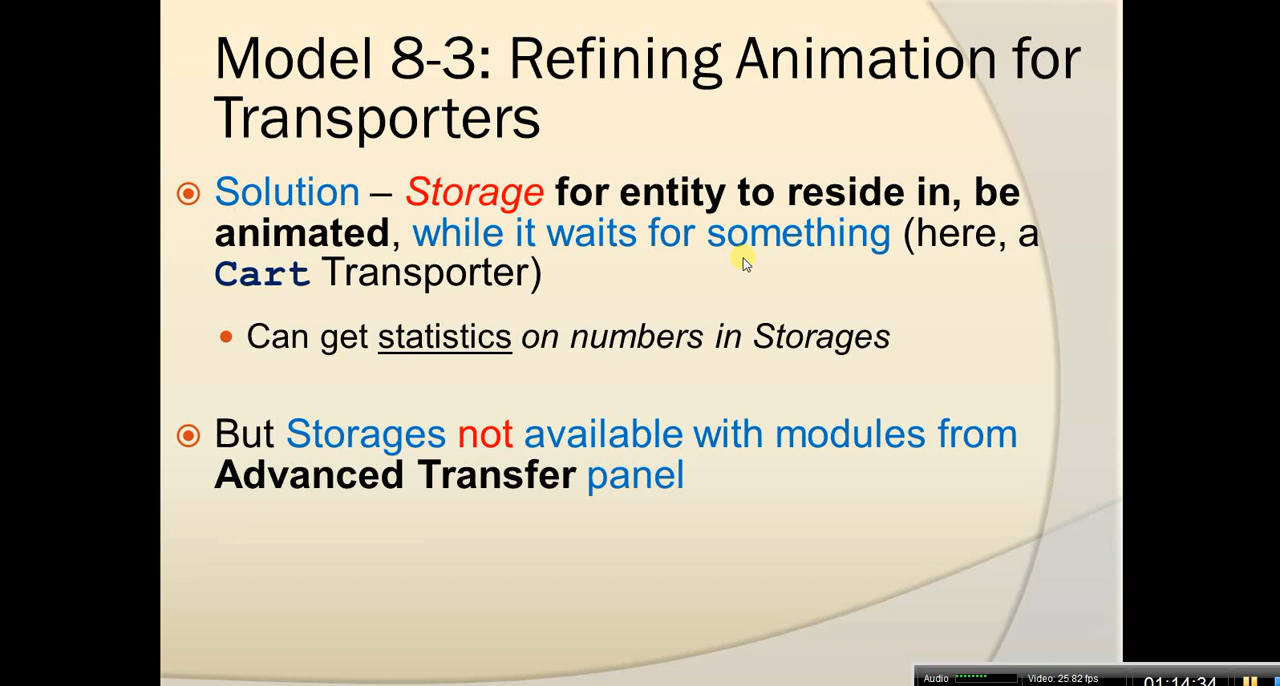 Model 8-3: Refining Animation for
Transporters
Solution – Storage for entity to reside in, be
animated, while it waits for something (here, a
Cart Transporter)
Can get statistics on numbers in Storages
But Storages not available with modules from
Advanced Transfer panel
Audio Video: 25.82 fps 01:14:34